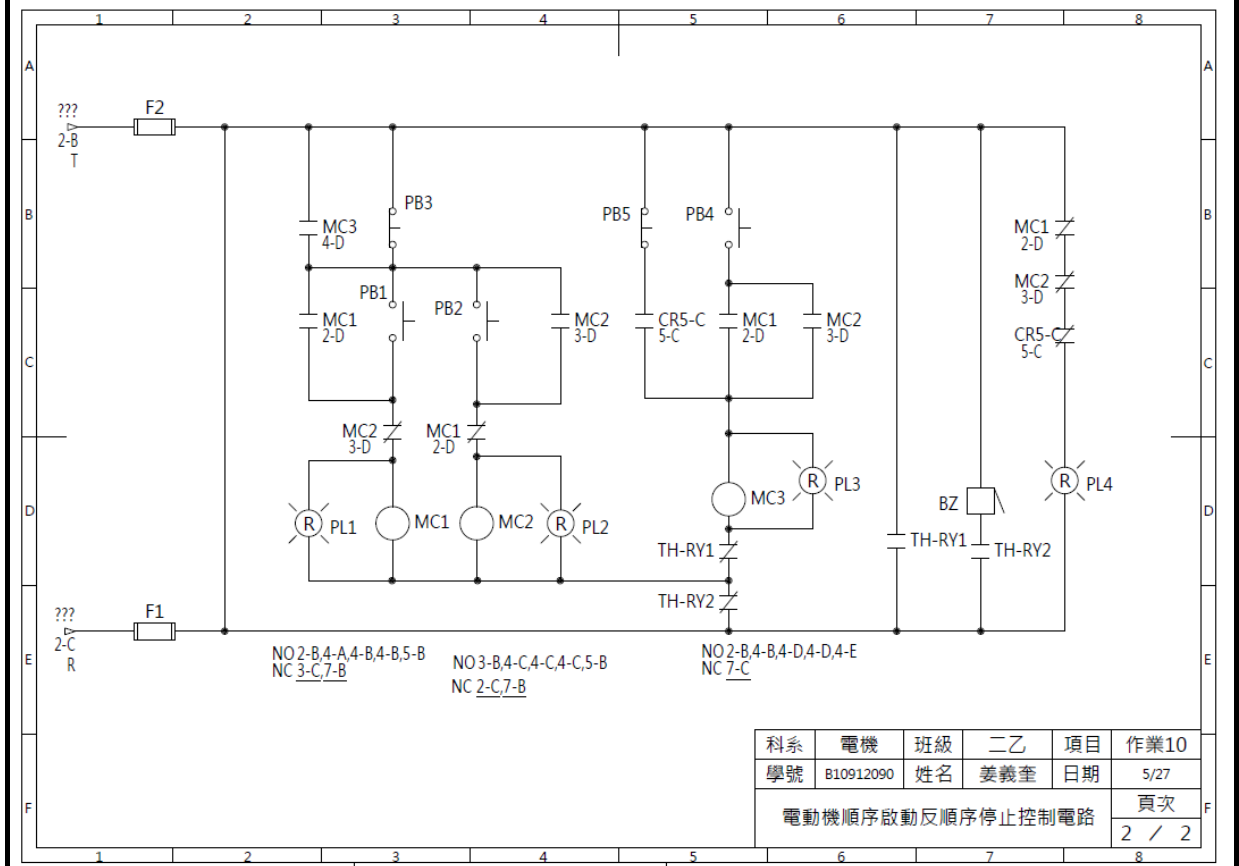 1 2 3 4 5 6 7 8
A A
??? F2
2-B
T
B B
PB3 PB5 PB4
MC3
4-D
MC1
2-D
MC2
3-D
PB1 PB2
MC1
2-D
MC2
3-D
CR5-C
5-C
MC1
2-D
MC2
3-D
CR5-C
5-C
C C
MC2
3-D
MC1
2-D
R PL1 MC1 MC2 R PL2
MC3 R PL3
BZ
R PL4
D D
TH-RY1 TH-RY1 TH-RY2
TH-RY2
??? F1
2-C
R
E E
NO 2-B,4-A,4-B,4-B,5-B
NC 3-C,7-B
NO 3-B,4-C,4-C,4-C,5-B
NC 2-C,7-B
NO 2-B,4-B,4-D,4-D,4-E
NC 7-C
科系 電機 班級 二乙 項目 作業10
學號 B10912090 姓名 姜義奎 日期 5/27
電動機順序啟動反順序停止控制電路 頁次
2 / 2
F F
1 2 3 4 5 6 7 8